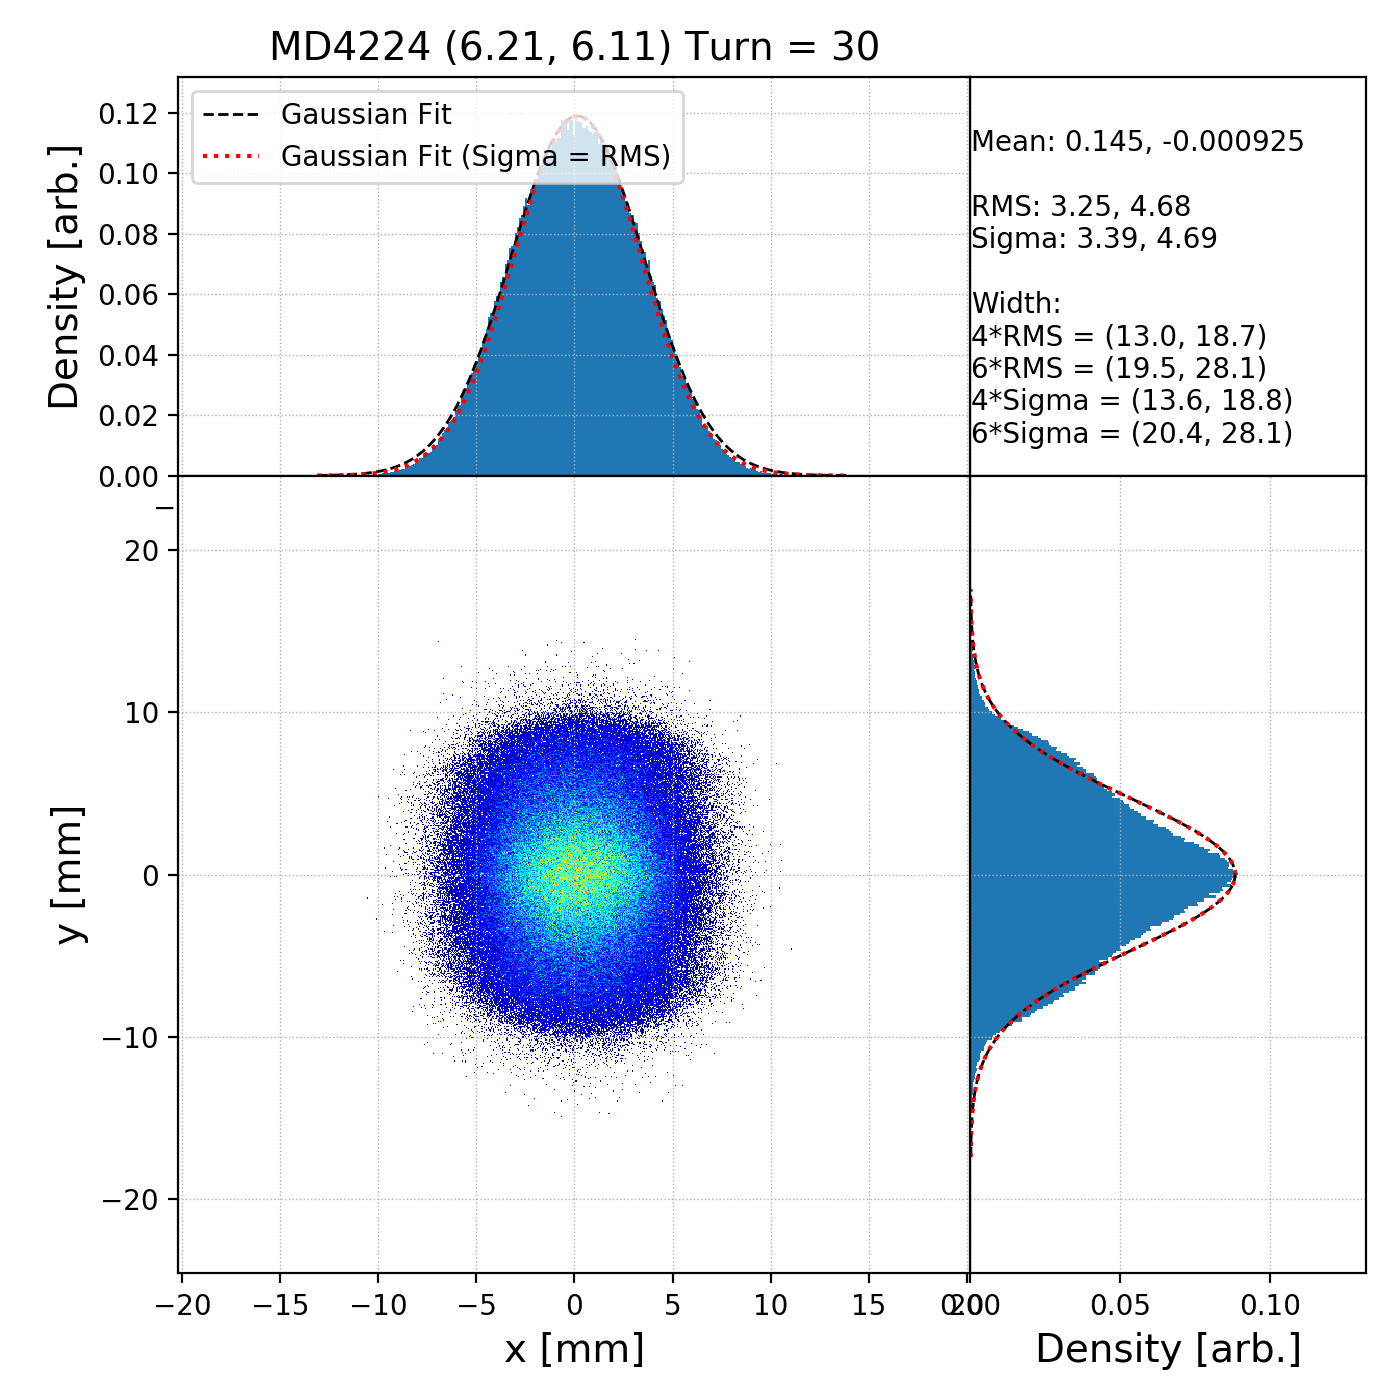 MD4224 (6.21, 6.11) Turn = 30
Gaussian Fit
Gaussian Fit (Sigma = RMS)
0.12
0.10
0.08
0.06
0.04
0.02
0.00
Density [arb.]
Mean: 0.145, -0.000925
RMS: 3.25, 4.68
Sigma: 3.39, 4.69
Width:
4*RMS = (13.0, 18.7)
6*RMS = (19.5, 28.1)
4*Sigma = (13.6, 18.8)
6*Sigma = (20.4, 28.1)
20
10
0
−10
−20
y [mm]
−20 −15 −10 −5 0 5 10 15 20
x [mm]
0.00 0.05 0.10
Density [arb.]